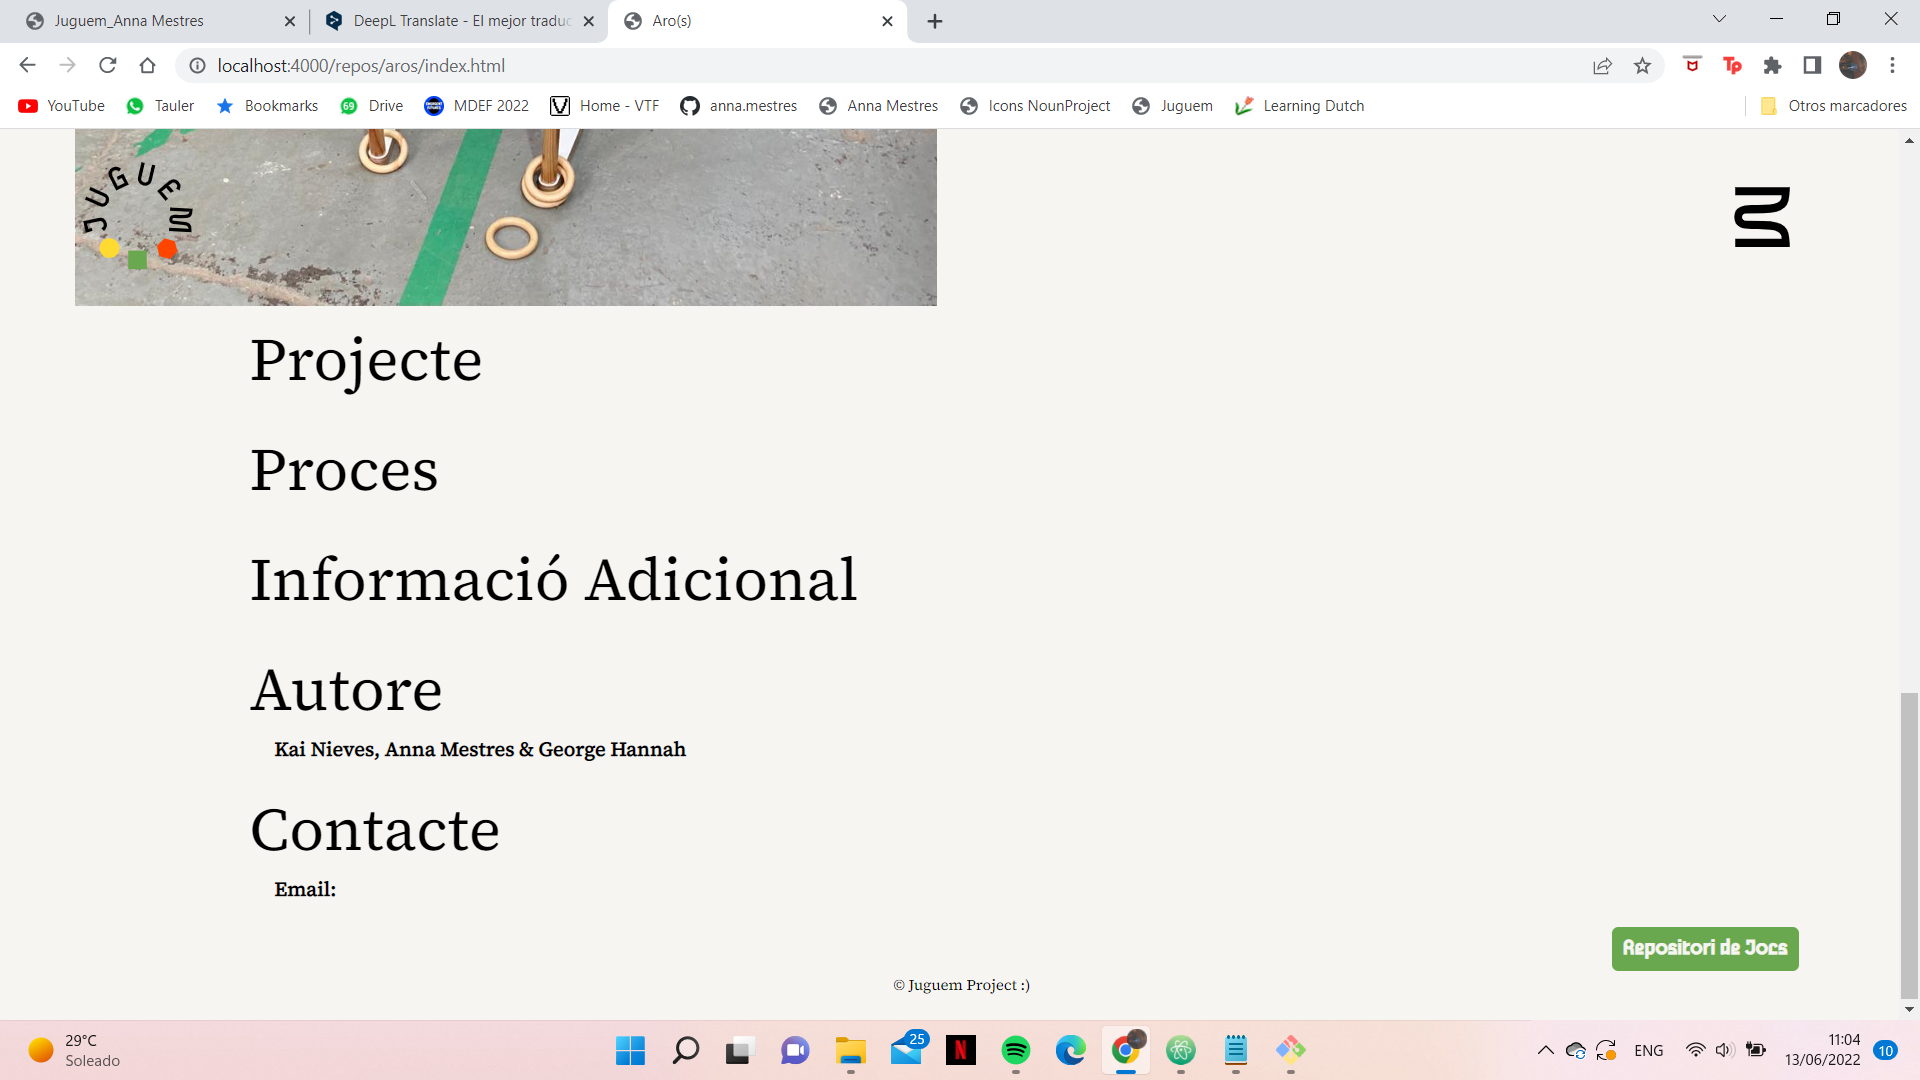 Juguem_Anna Mestres
DeepL Translate - El mejor traduc
Aro(s)
localhost:4000/repos/aros/index.html
YouTube
Tauler
Bookmarks
69
Drive
MDEF 2022
Home - VTF
anna.mestres
Anna Mestres
Icons NounProject
Juguem
Learning Dutch
Otros marcadores
JUGUEM
Projecte
Proces
Informació Adicional
Autore
Kai Nieves, Anna Mestres & George Hannah
Contacte
Email:
Repositori de Jocs
© Juguem Project :)
29°C
Soleado
25
N
ENG
11:04
13/06/2022
10